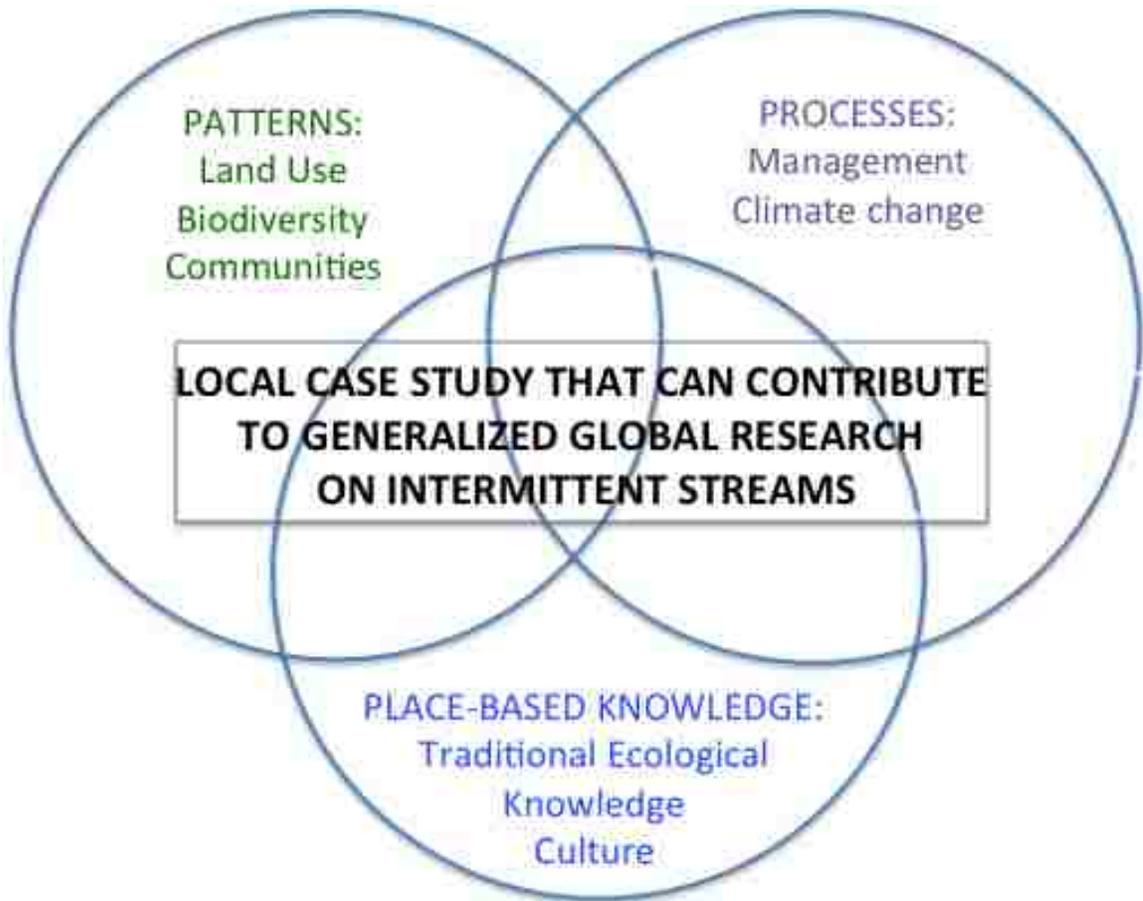 PATTERNS:
Land Use
Biodiversity
Communities
PROCESSES:
Management
Climate change
LOCAL CASE STUDY THAT CAN CONTRIBUTE
TO GENERALIZED GLOBAL RESEARCH
ON INTERMITTENT STREAMS
PLACE-BASED KNOWLEDGE:
Traditional Ecological
Knowledge
Culture